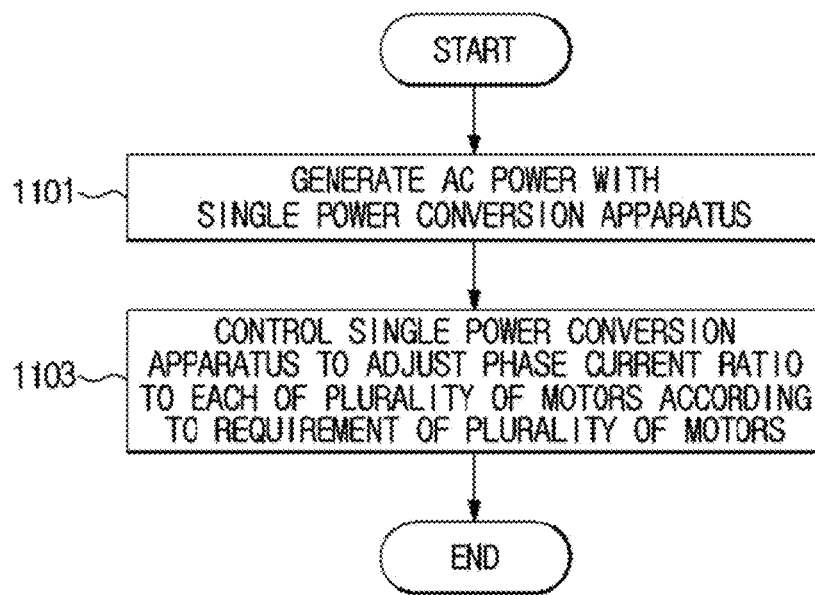 START
1101
GENERATE AC POWER WITH
SINGLE POWER CONVERSION APPARATUS
1103
CONTROL SINGLE POWER CONVERSION
APPARATUS TO ADJUST PHASE CURRENT RATIO
TO EACH OF PLURALITY OF MOTORS ACCORDING
TO REQUIREMENT OF PLURALITY OF MOTORS
END